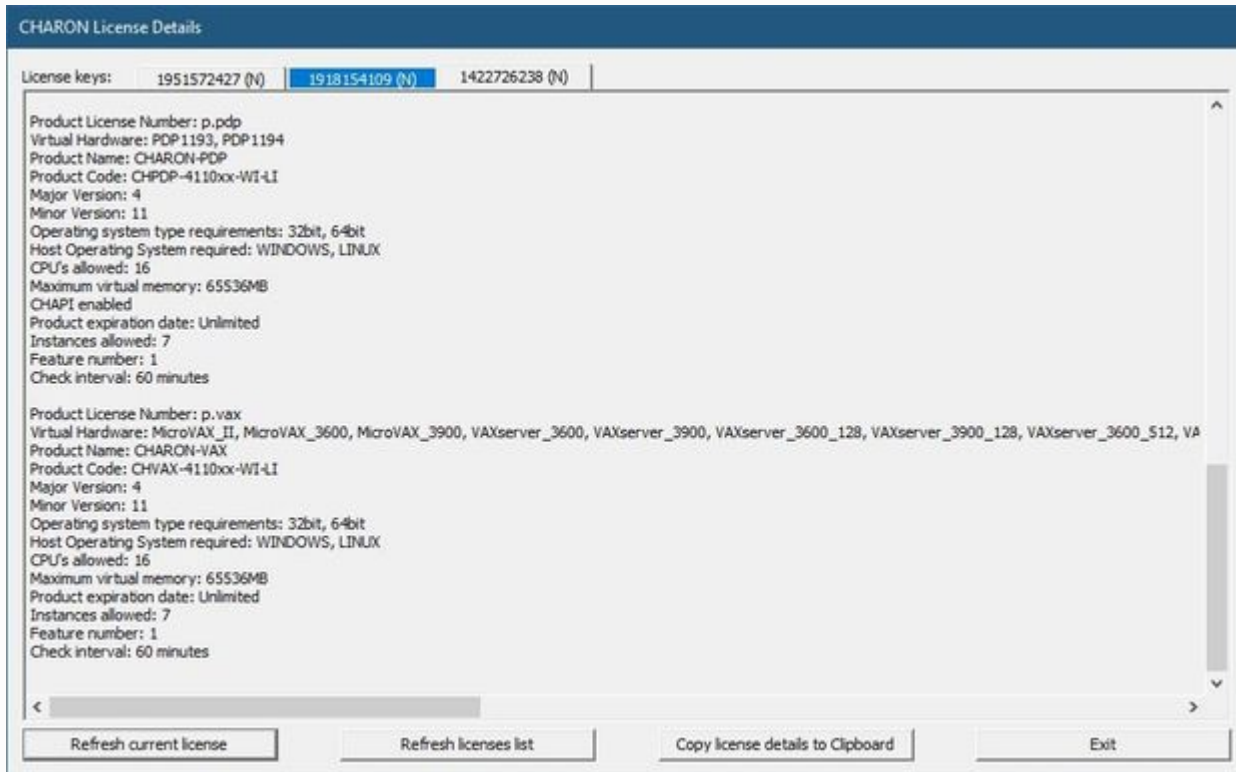 CHARON License Details
License keys: 1951572427 (N) 1918154109 (N) 1422726238 (N)
Product License Number: p.pdp
Virtual Hardware: PDP1193, PDP1194
Product Name: CHARON-PDP
Product Code: CHPDP-4110xx-WI-LI
Major Version: 4
Minor Version: 11
Operating system type requirements: 32bit, 64bit
Host Operating System required: WINDOWS, LINUX
CPU's allowed: 16
Maximum virtual memory: 65536MB
CHAPI enabled
Product expiration date: Unlimited
Instances allowed: 7
Feature number: 1
Check interval: 60 minutes
Product License Number: p.vax
Virtual Hardware: MicroVAX_II, MicroVAX_3600, MicroVAX_3900, VAXserver_3600, VAXserver_3900, VAXserver_3600_128, VAXserver_3900_128, VAXserver_3600_512, VA
Product Name: CHARON-VAX
Product Code: CHVAX-4110xx-WI-LI
Major Version: 4
Minor Version: 11
Operating system type requirements: 32bit, 64bit
Host Operating System required: WINDOWS, LINUX
CPU's allowed: 16
Maximum virtual memory: 65536MB
Product expiration date: Unlimited
Instances allowed: 7
Feature number: 1
Check interval: 60 minutes
Refresh current license Refresh licenses list Copy license details to Clipboard Exit